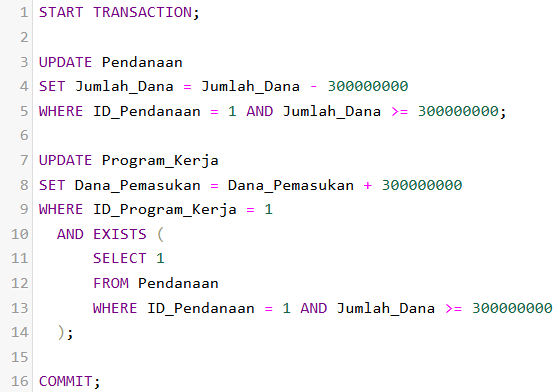 1 START TRANSACTION;
2
3 UPDATE Pendanaan
4 SET Jumlah_Dana = Jumlah_Dana - 300000000
5 WHERE ID_Pendanaan = 1 AND Jumlah_Dana >= 300000000;
6
7 UPDATE Program_Kerja
8 SET Dana_Pemasukan = Dana_Pemasukan + 300000000
9 WHERE ID_Program_Kerja = 1
10   AND EXISTS (
11       SELECT 1
12       FROM Pendanaan
13       WHERE ID_Pendanaan = 1 AND Jumlah_Dana >= 300000000
14   );
15
16 COMMIT;